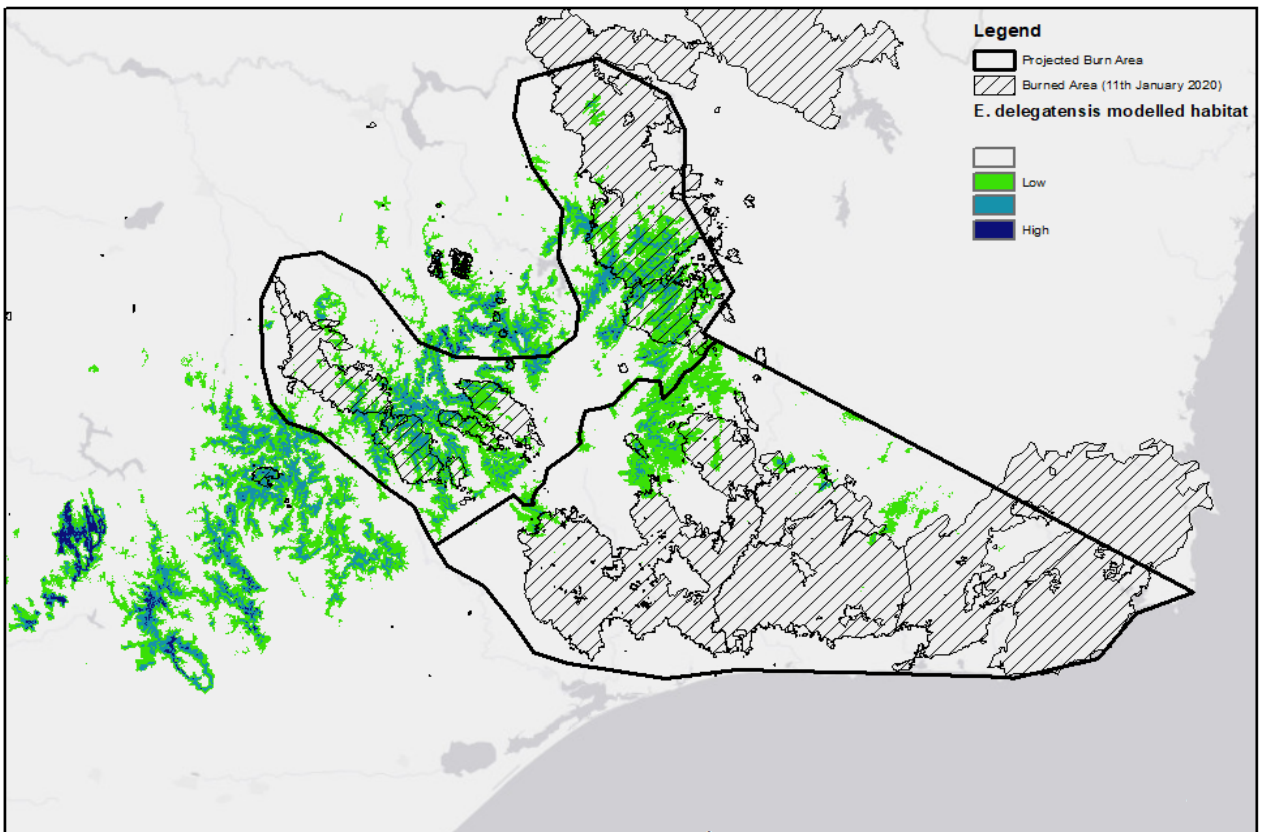 Legend
Projected Burn Area
Burned Area (11th January 2020)
E. delegatensis modelled habitat
Low
High